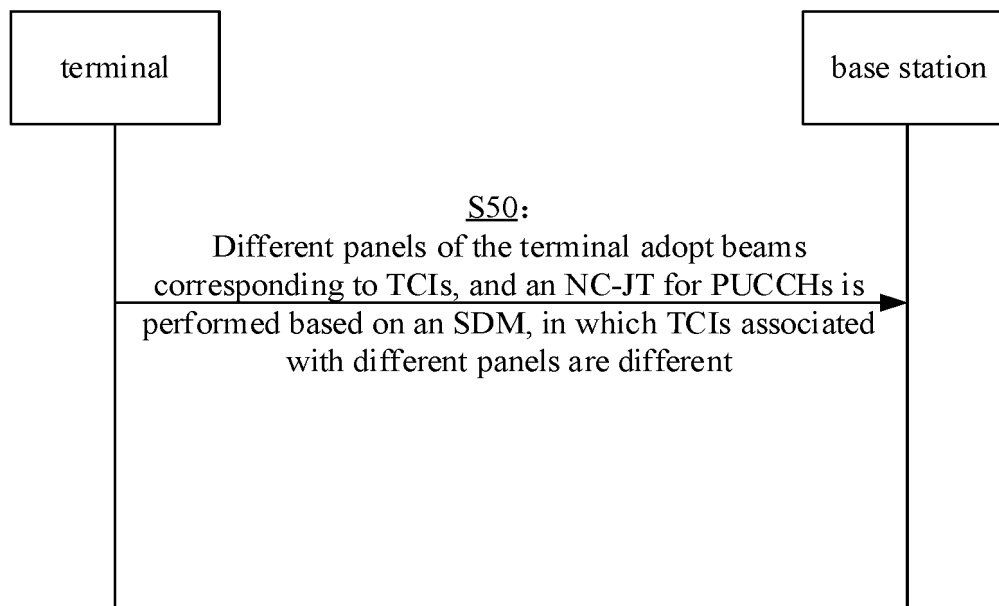 terminal
base station
S50：
Different panels of the terminal adopt beams
corresponding to TCIs, and an NC-JT for PUCCHs is
performed based on an SDM, in which TCIs associated
with different panels are different